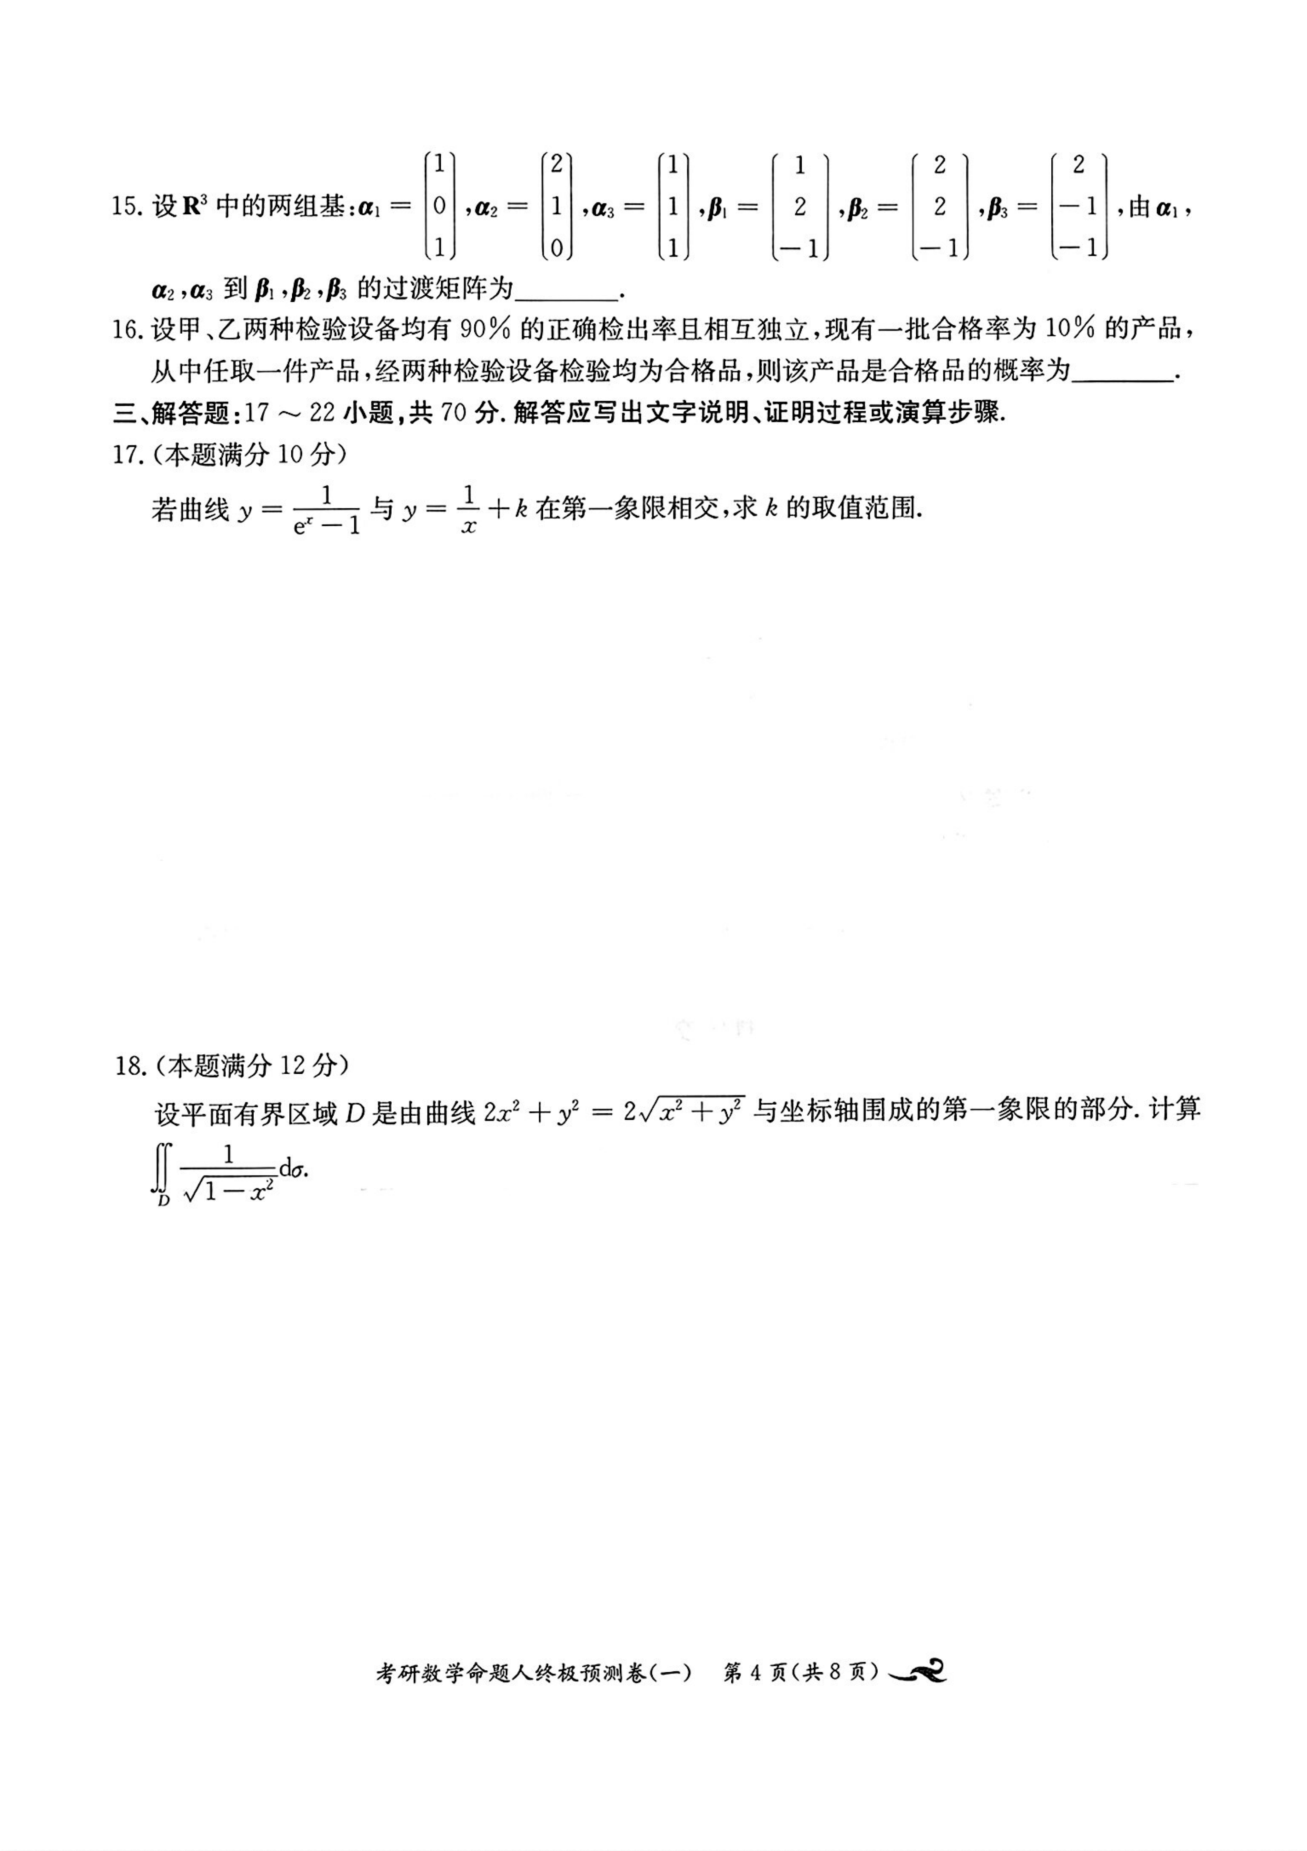 15. 设 R³ 中的两组基:α₁ = (1 0 1), α₂ = (2 1 0), α₃ = (1 1 1), β₁ = (1 2 −1), β₂ = (2 2 −1), β₃ = (2 −1 −1), 由 α₁,
α₂,α₃ 到 β₁,β₂,β₃ 的过渡矩阵为________.
16. 设甲、乙两种检验设备均有 90% 的正确检出率且相互独立,现有一批合格率为 10% 的产品,
从中任取一件产品,经两种检验设备检验均为合格品,则该产品是合格品的概率为________.
三、解答题:17 ~ 22 小题,共 70 分. 解答应写出文字说明、证明过程或演算步骤.
17. (本题满分 10 分)
若曲线 y = 1/(eˣ − 1) 与 y = 1/x + k 在第一象限相交,求 k 的取值范围.
18. (本题满分 12 分)
设平面有界区域 D 是由曲线 2x² + y² = 2√(x² + y²) 与坐标轴围成的第一象限的部分. 计算
∬_D 1/√(1 − x²) dσ.
考研数学命题人终极预测卷(一) 第 4 页(共 8 页)